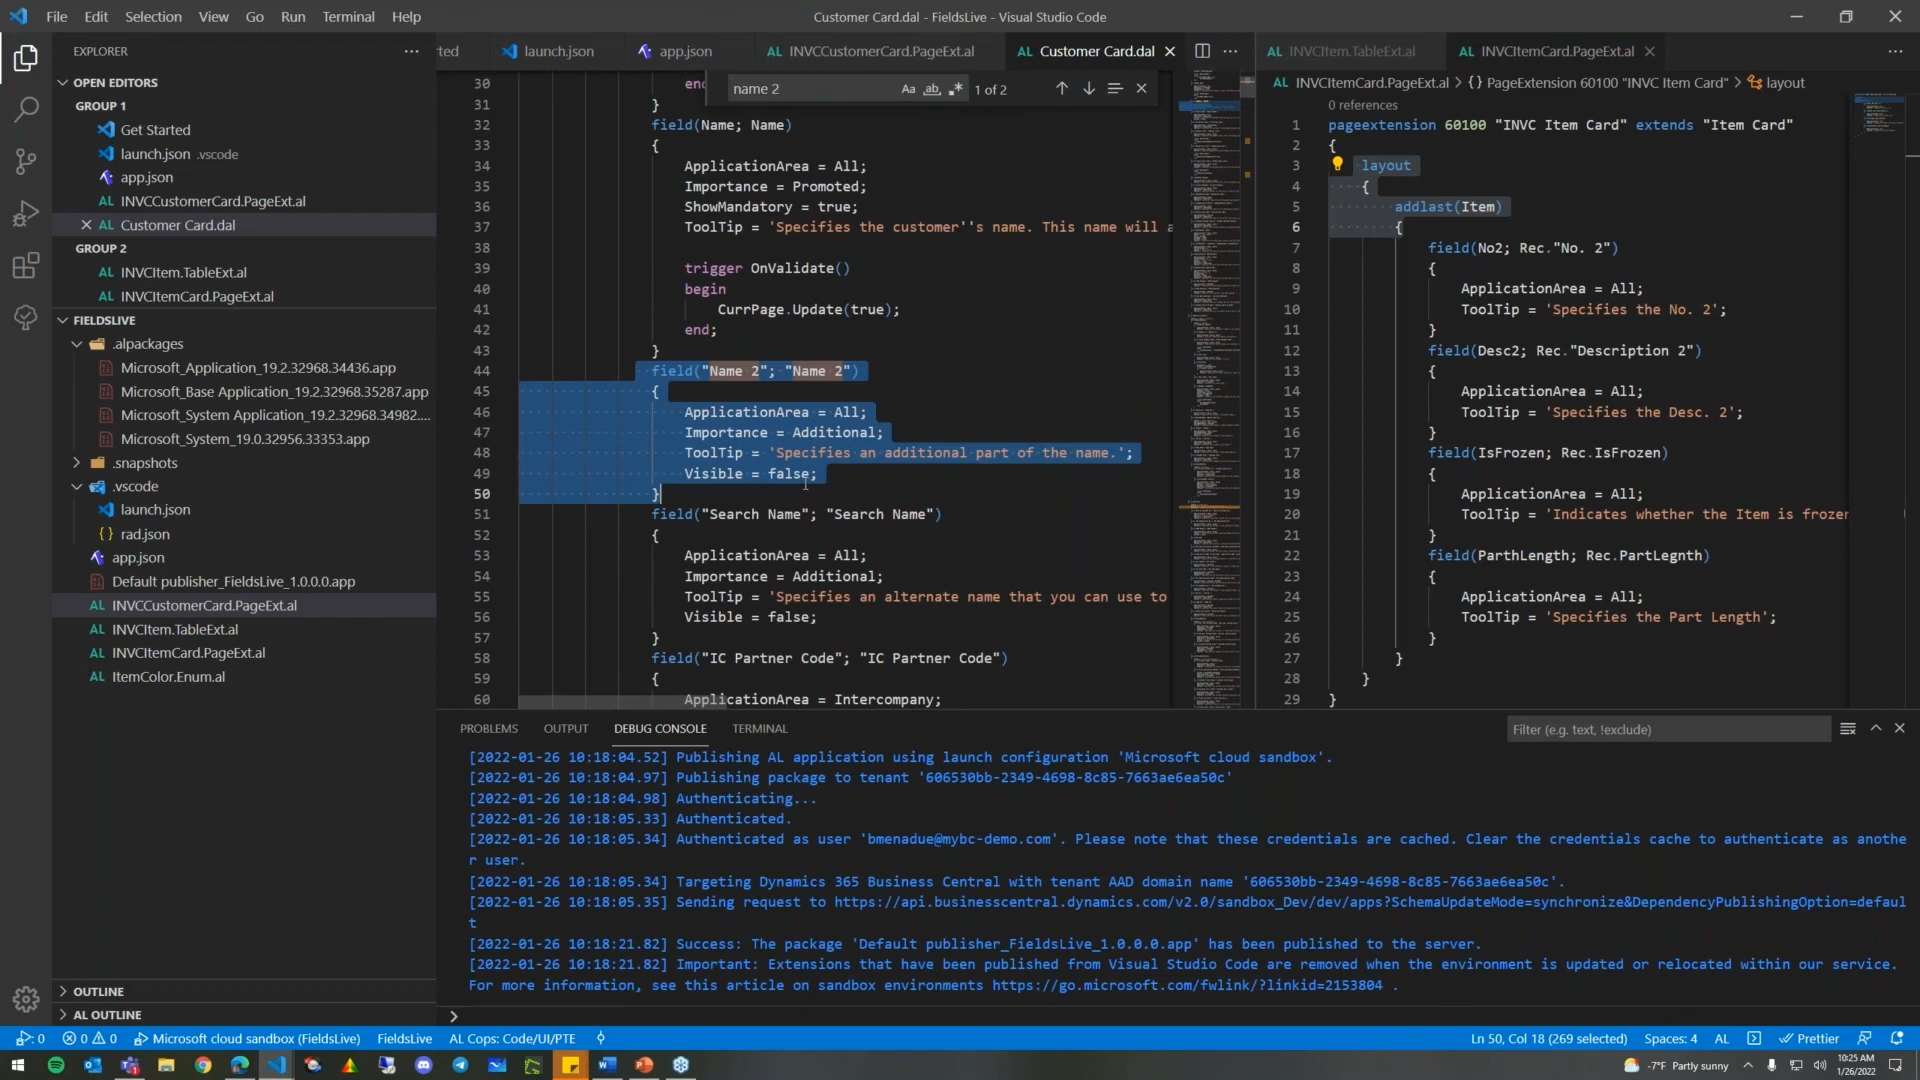 File Edit Selection View Go Run Terminal Help
Customer Card.dal - FieldsLive - Visual Studio Code
EXPLORER
OPEN EDITORS
GROUP 1
Get Started
launch.json .vscode
app.json
INVCCustomerCard.PageExt.al
Customer Card.dal
GROUP 2
INVCItem.TableExt.al
INVCItemCard.PageExt.al
FIELDSLIVE
.alpackages
Microsoft_Application_19.2.32968.34436.app
Microsoft_Base Application_19.2.32968.35287.app
Microsoft_System Application_19.2.32968.34982....
Microsoft_System_19.0.32956.33353.app
.snapshots
.vscode
launch.json
rad.json
app.json
Default publisher_FieldsLive_1.0.0.0.app
INVCCustomerCard.PageExt.al
INVCItem.TableExt.al
INVCItemCard.PageExt.al
ItemColor.Enum.al
OUTLINE
AL OUTLINE
rted launch.json app.json AL INVCCustomerCard.PageExt.al AL Customer Card.dal
name 2 Aa ab 1 of 2
30 end
31 }
32 field(Name; Name)
33 {
34 ApplicationArea = All;
35 Importance = Promoted;
36 ShowMandatory = true;
37 ToolTip = 'Specifies the customer''s name. This name will a
38
39 trigger OnValidate()
40 begin
41 CurrPage.Update(true);
42 end;
43 }
44 field("Name 2"; "Name 2")
45 {
46 ApplicationArea = All;
47 Importance = Additional;
48 ToolTip = 'Specifies an additional part of the name.';
49 Visible = false;
50 }
51 field("Search Name"; "Search Name")
52 {
53 ApplicationArea = All;
54 Importance = Additional;
55 ToolTip = 'Specifies an alternate name that you can use to
56 Visible = false;
57 }
58 field("IC Partner Code"; "IC Partner Code")
59 {
60 ApplicationArea = Intercompany;
AL INVCItem.TableExt.al AL INVCItemCard.PageExt.al
AL INVCItemCard.PageExt.al > {} PageExtension 60100 "INVC Item Card" > layout
0 references
1 pageextension 60100 "INVC Item Card" extends "Item Card"
2 {
3 layout
4 {
5 addlast(Item)
6 {
7 field(No2; Rec."No. 2")
8 {
9 ApplicationArea = All;
10 ToolTip = 'Specifies the No. 2';
11 }
12 field(Desc2; Rec."Description 2")
13 {
14 ApplicationArea = All;
15 ToolTip = 'Specifies the Desc. 2';
16 }
17 field(IsFrozen; Rec.IsFrozen)
18 {
19 ApplicationArea = All;
20 ToolTip = 'Indicates whether the Item is frozen
21 }
22 field(ParthLength; Rec.PartLegnth)
23 {
24 ApplicationArea = All;
25 ToolTip = 'Specifies the Part Length';
26 }
27 }
28 }
29 }
PROBLEMS OUTPUT DEBUG CONSOLE TERMINAL
Filter (e.g. text, !exclude)
[2022-01-26 10:18:04.52] Publishing AL application using launch configuration 'Microsoft cloud sandbox'.
[2022-01-26 10:18:04.97] Publishing package to tenant '606530bb-2349-4698-8c85-7663ae6ea50c'
[2022-01-26 10:18:04.98] Authenticating...
[2022-01-26 10:18:05.33] Authenticated.
[2022-01-26 10:18:05.34] Authenticated as user 'bmenadue@mybc-demo.com'. Please note that these credentials are cached. Clear the credentials cache to authenticate as anothe
r user.
[2022-01-26 10:18:05.34] Targeting Dynamics 365 Business Central with tenant AAD domain name '606530bb-2349-4698-8c85-7663ae6ea50c'.
[2022-01-26 10:18:05.35] Sending request to https://api.businesscentral.dynamics.com/v2.0/sandbox_Dev/dev/apps?SchemaUpdateMode=synchronize&DependencyPublishingOption=defaul
t
[2022-01-26 10:18:21.82] Success: The package 'Default publisher_FieldsLive_1.0.0.0.app' has been published to the server.
[2022-01-26 10:18:21.82] Important: Extensions that have been published from Visual Studio Code are removed when the environment is updated or relocated within our service.
For more information, see this article on sandbox environments https://go.microsoft.com/fwlink/?linkid=2153804 .
0 0 0 Microsoft cloud sandbox (FieldsLive) FieldsLive AL Cops: Code/UI/PTE Ln 50, Col 18 (269 selected) Spaces: 4 AL Prettier
-7°F Partly sunny 10:25 AM
1/26/2022